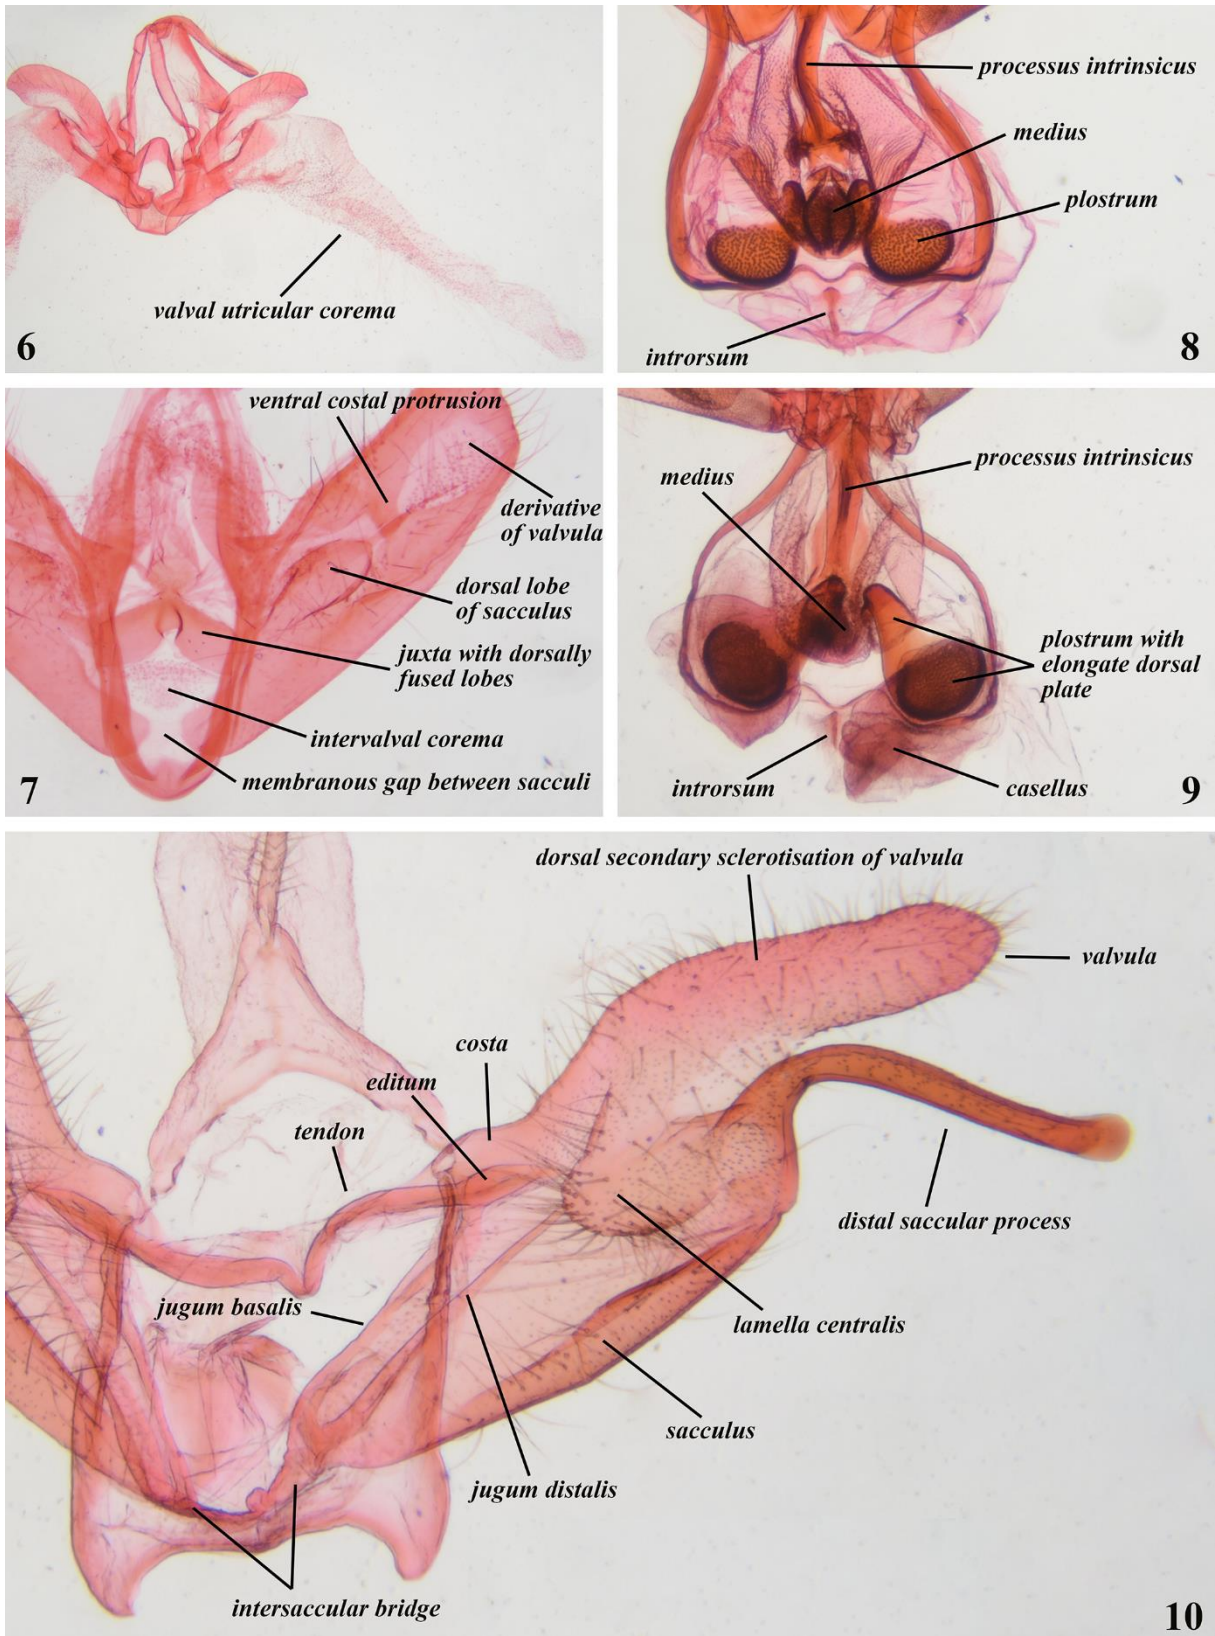 valval utricular corema
6
processus intrinsicus
medius
plostrum
introrsum
8
ventral costal protrusion
derivative
of valvula
dorsal lobe
of sacculus
juxta with dorsally
fused lobes
intervalval corema
membranous gap between sacculi
7
processus intrinsicus
medius
plostrum with
elongate dorsal
plate
introrsum
casellus
9
dorsal secondary sclerotisation of valvula
valvula
costa
editum
tendon
distal saccular process
jugum basalis
lamella centralis
sacculus
jugum distalis
intersaccular bridge
10